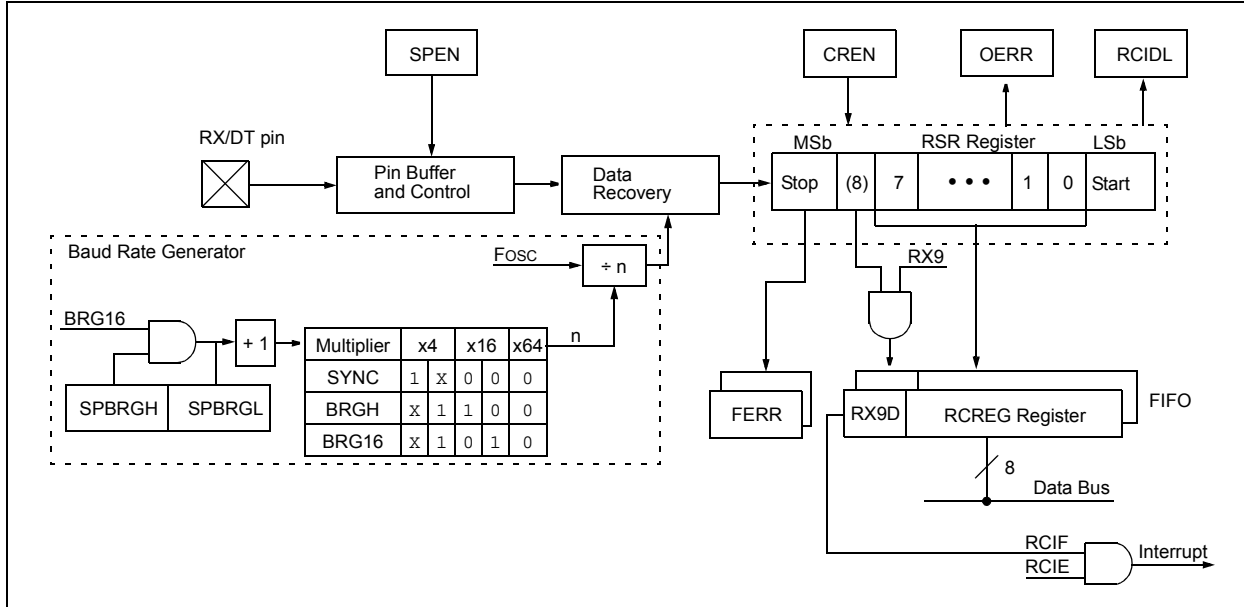 SPEN
CREN
OERR
RCIDL
RX/DT pin
MSb
RSR Register
LSb
Pin Buffer
and Control
Data
Recovery
Stop
(8)
7
• • •
1
0
Start
Baud Rate Generator
FOSC
÷ n
RX9
BRG16
+ 1
n
Multiplier x4 x16 x64
SYNC 1 X 0 0 0
BRGH X 1 1 0 0
BRG16 X 1 0 1 0
SPBRGH
SPBRGL
FERR
RX9D
RCREG Register
FIFO
8
Data Bus
RCIF
RCIE
Interrupt